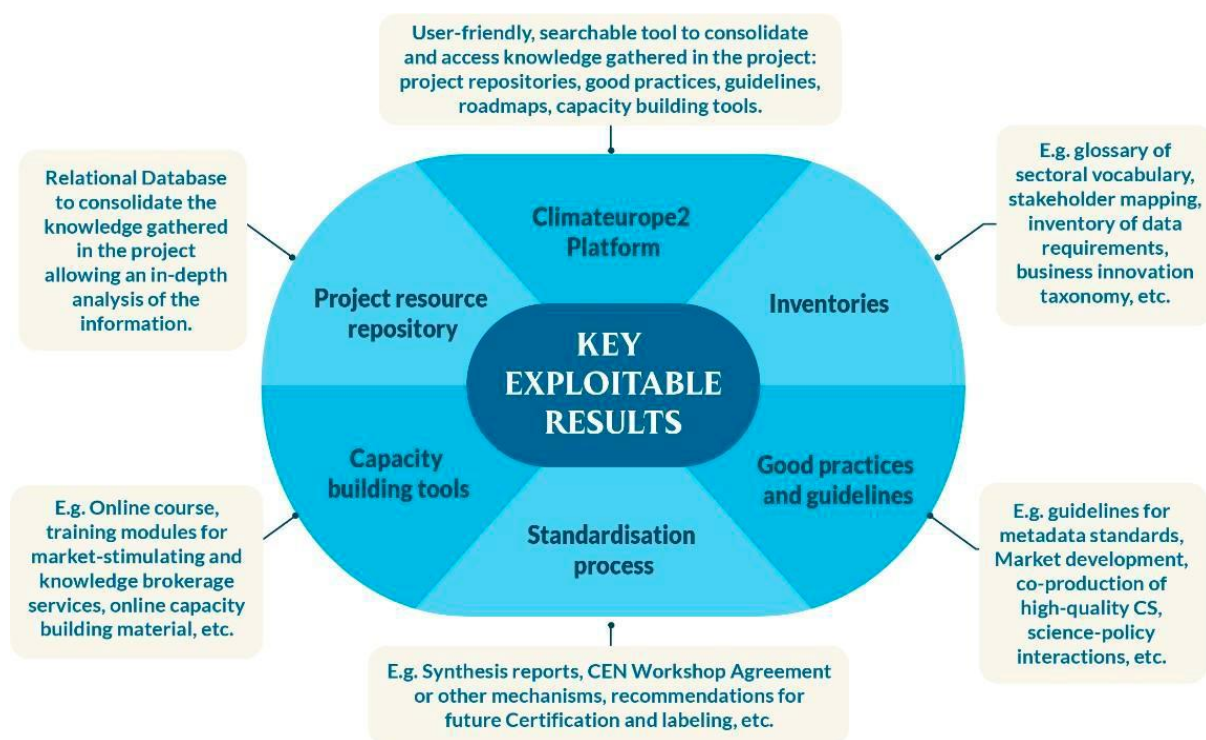 User-friendly, searchable tool to consolidate
and access knowledge gathered in the project:
project repositories, good practices, guidelines,
roadmaps, capacity building tools.
Relational Database
to consolidate the
knowledge gathered
in the project
allowing an in-depth
analysis of the
information.
E.g. glossary of
sectoral vocabulary,
stakeholder mapping,
inventory of data
requirements,
business innovation
taxonomy, etc.
Climateurope2
Platform
Project resource
repository
Inventories
KEY
EXPLOITABLE
RESULTS
Capacity
building tools
Good practices
and guidelines
Standardisation
process
E.g. Online course,
training modules for
market-stimulating and
knowledge brokerage
services, online capacity
building material, etc.
E.g. guidelines for
metadata standards,
Market development,
co-production of
high-quality CS,
science-policy
interactions, etc.
E.g. Synthesis reports, CEN Workshop Agreement
or other mechanisms, recommendations for
future Certification and labeling, etc.